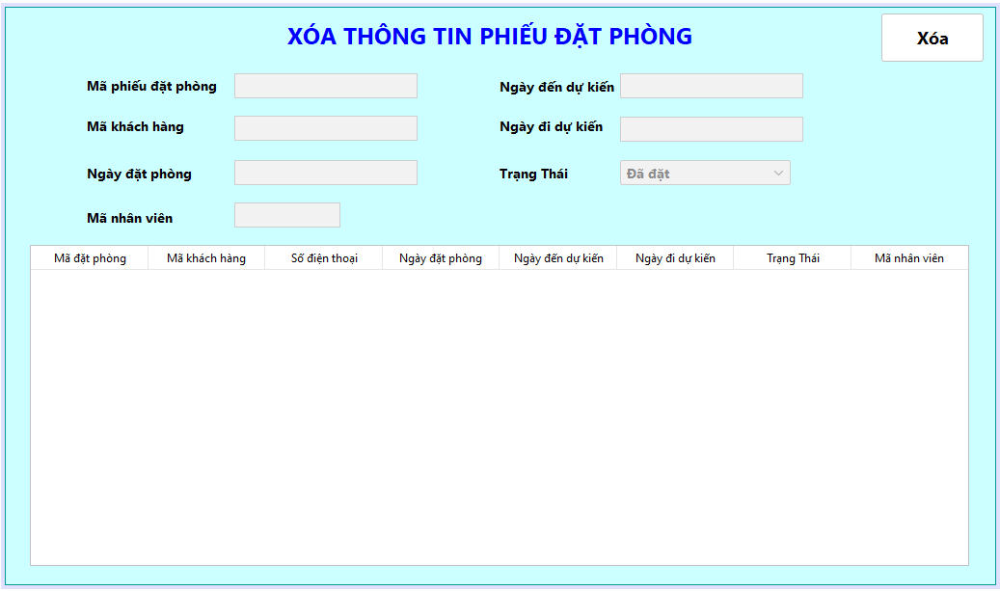 XÓA THÔNG TIN PHIẾU ĐẶT PHÒNG
Xóa
Mã phiếu đặt phòng
Ngày đến dự kiến
Mã khách hàng
Ngày đi dự kiến
Ngày đặt phòng
Trạng Thái
Đã đặt
Mã nhân viên
Mã đặt phòng Mã khách hàng Số điện thoại Ngày đặt phòng Ngày đến dự kiến Ngày đi dự kiến Trạng Thái Mã nhân viên